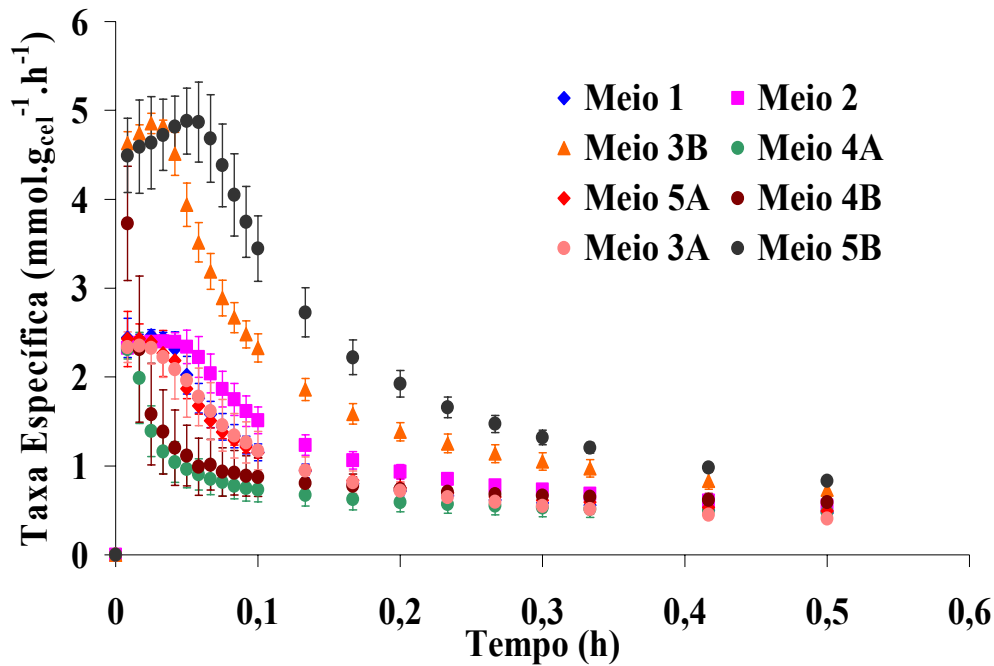 Taxa Específica (mmol.g_cel^-1.h^-1)
6
5
4
3
2
1
0
Meio 1 Meio 2
Meio 3B Meio 4A
Meio 5A Meio 4B
Meio 3A Meio 5B
0 0,1 0,2 0,3 0,4 0,5 0,6
Tempo (h)